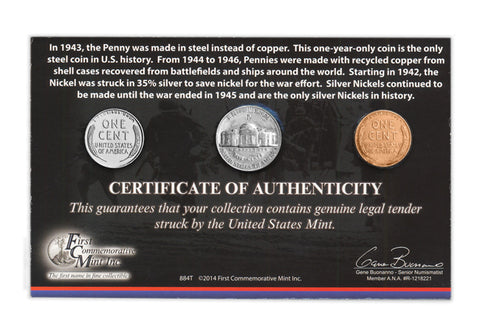 In 1943, the Penny was made in steel instead of copper. This one-year-only coin is the only
steel coin in U.S. history. From 1944 to 1946, Pennies were made with recycled copper from
shell cases recovered from battlefields and ships around the world. Starting in 1942, the
Nickel was struck in 35% silver to save nickel for the war effort. Silver Nickels continued to
be made until the war ended in 1945 and are the only silver Nickels in history.
ONE
CENT
UNITED STATES
OF AMERICA
ONE
CENT
UNITED STATES
OF AMERICA
CERTIFICATE OF AUTHENTICITY
This guarantees that your collection contains genuine legal tender
struck by the United States Mint.
First
Commemorative
Mint, Inc
The first name in fine collectibles
884T ©2014 First Commemorative Mint Inc.
Gene Buonanno
Gene Buonanno - Senior Numismatist
Member A.N.A. #R-1218221